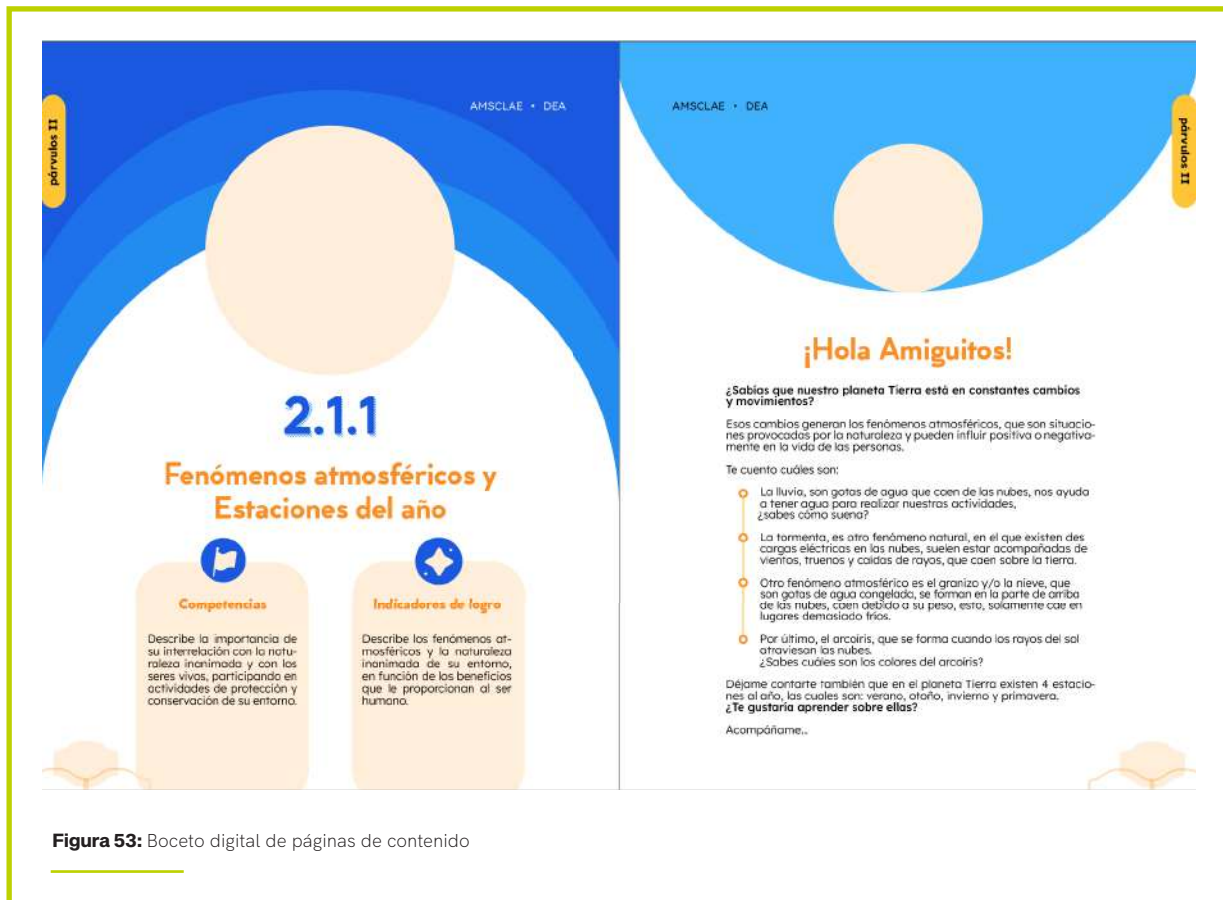 AMSCLAE • DEA
párvulos II
2.1.1
Fenómenos atmosféricos y
Estaciones del año
Competencias
Describe la importancia de
su interrelación con la natu-
raleza inanimada y con los
seres vivos, participando en
actividades de protección y
conservación de su entorno.
Indicadores de logro
Describe los fenómenos at-
mosféricos y la naturaleza
inanimada de su entorno,
en función de los beneficios
que le proporcionan al ser
humano.
AMSCLAE • DEA
párvulos II
¡Hola Amiguitos!
¿Sabías que nuestro planeta Tierra está en constantes cambios
y movimientos?
Esos cambios generan los fenómenos atmosféricos, que son situacio-
nes provocadas por la naturaleza y pueden influir positiva o negativa-
mente en la vida de las personas.
Te cuento cuáles son:
La lluvia, son gotas de agua que caen de las nubes, nos ayuda
a tener agua para realizar nuestras actividades,
¿sabes cómo suena?
La tormenta, es otro fenómeno natural, en el que existen des
cargas eléctricas en las nubes, suelen estar acompañadas de
vientos, truenos y caídas de rayos, que caen sobre la tierra.
Otro fenómeno atmosférico es el granizo y/o la nieve, que
son gotas de agua congelada, se forman en la parte de arriba
de las nubes, caen debido a su peso, esto, solamente cae en
lugares demasiado fríos.
Por último, el arcoíris, que se forma cuando los rayos del sol
atraviesan las nubes.
¿Sabes cuáles son los colores del arcoíris?
Déjame contarte también que en el planeta Tierra existen 4 estacio-
nes al año, las cuales son: verano, otoño, invierno y primavera.
¿Te gustaría aprender sobre ellas?
Acompáñame..
Figura 53: Boceto digital de páginas de contenido